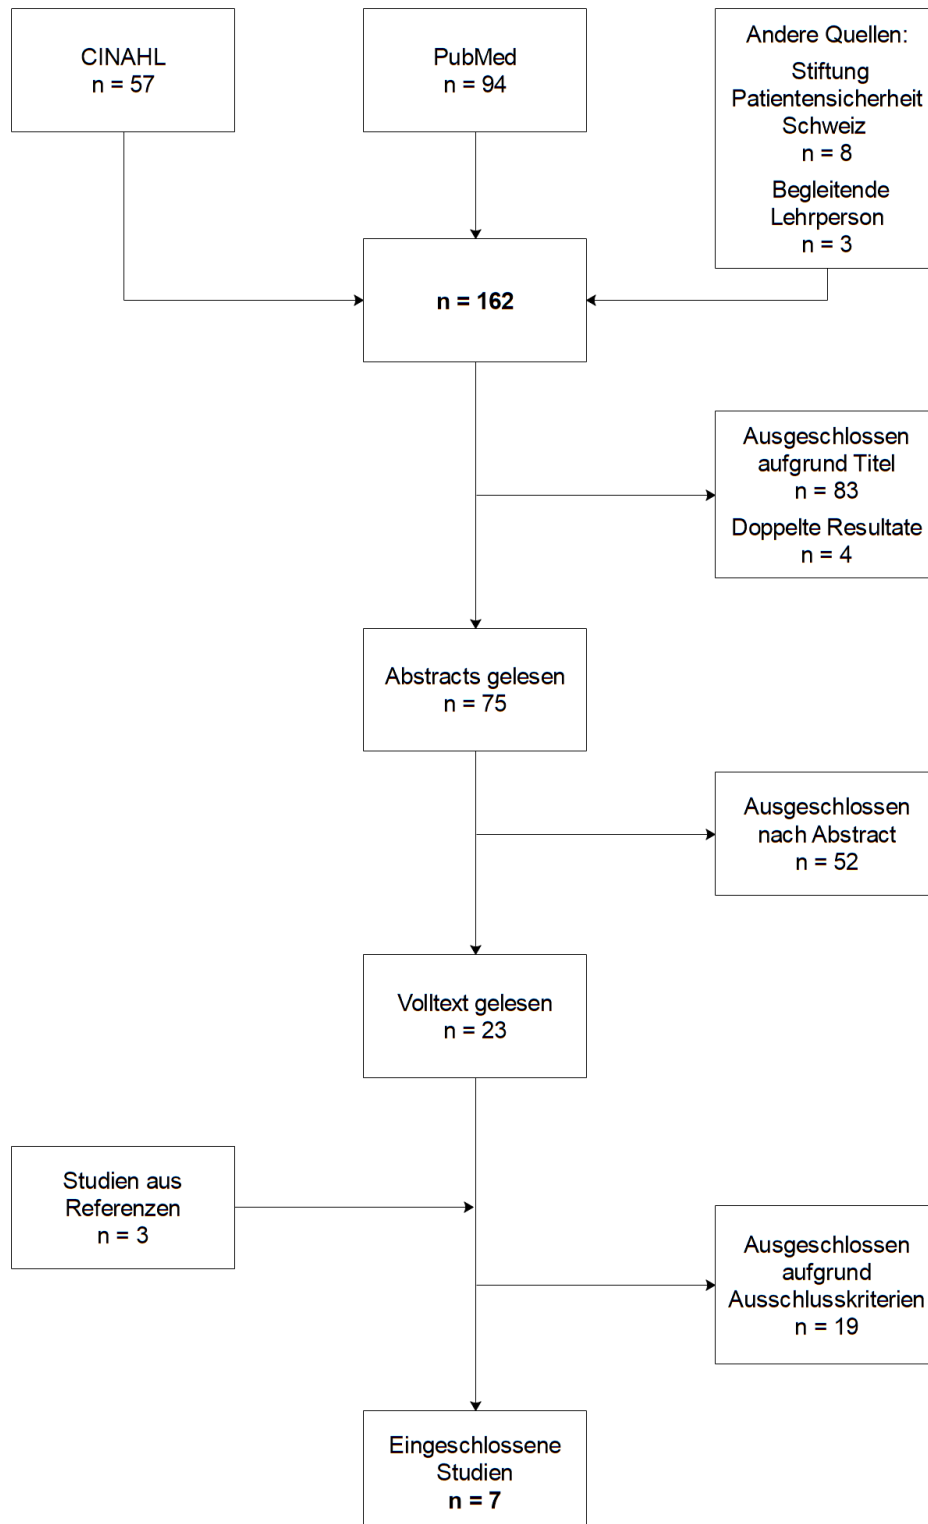 CINAHL
n = 57
PubMed
n = 94
Andere Quellen:
Stiftung
Patientensicherheit
Schweiz
n = 8
Begleitende
Lehrperson
n = 3
n = 162
Ausgeschlossen
aufgrund Titel
n = 83
Doppelte Resultate
n = 4
Abstracts gelesen
n = 75
Ausgeschlossen
nach Abstract
n = 52
Volltext gelesen
n = 23
Studien aus
Referenzen
n = 3
Ausgeschlossen
aufgrund
Ausschlusskriterien
n = 19
Eingeschlossene
Studien
n = 7